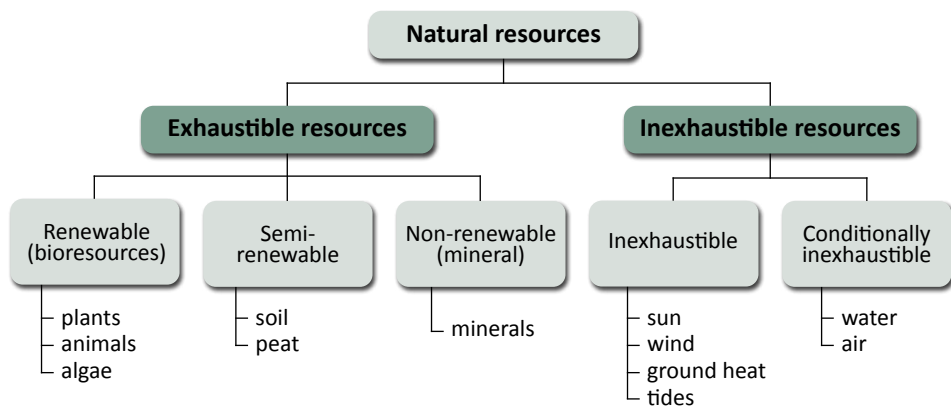 Natural resources
Exhaustible resources
Inexhaustible resources
Renewable
(bioresources)
Semi-
renewable
Non-renewable
(mineral)
Inexhaustible
Conditionally
inexhaustible
plants
animals
algae
soil
peat
minerals
sun
wind
ground heat
tides
water
air